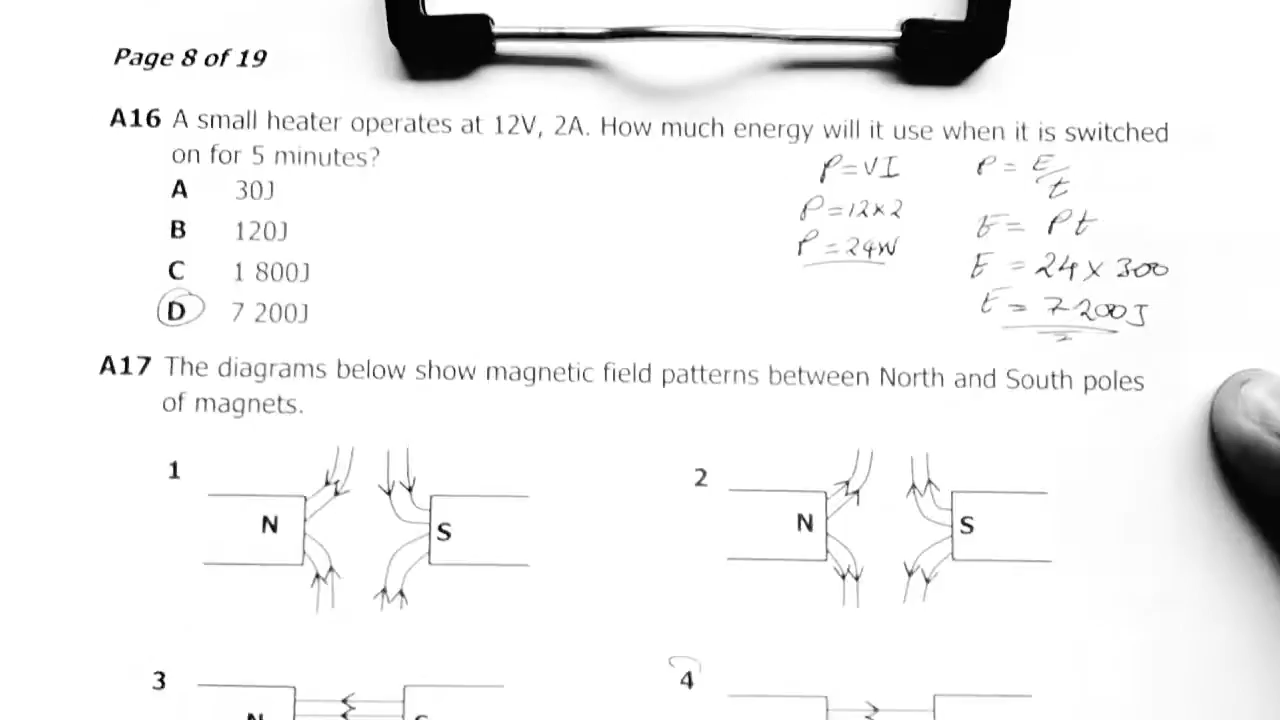 Page 8 of 19
A16 A small heater operates at 12V, 2A. How much energy will it use when it is switched
on for 5 minutes?
A 30J
B 120J
C 1 800J
D 7 200J
P=VI
P=12×2
P=24W
P = E/t
E = Pt
E = 24 × 300
E = 7200J
A17 The diagrams below show magnetic field patterns between North and South poles
of magnets.
1
N
S
2
N
S
3
4